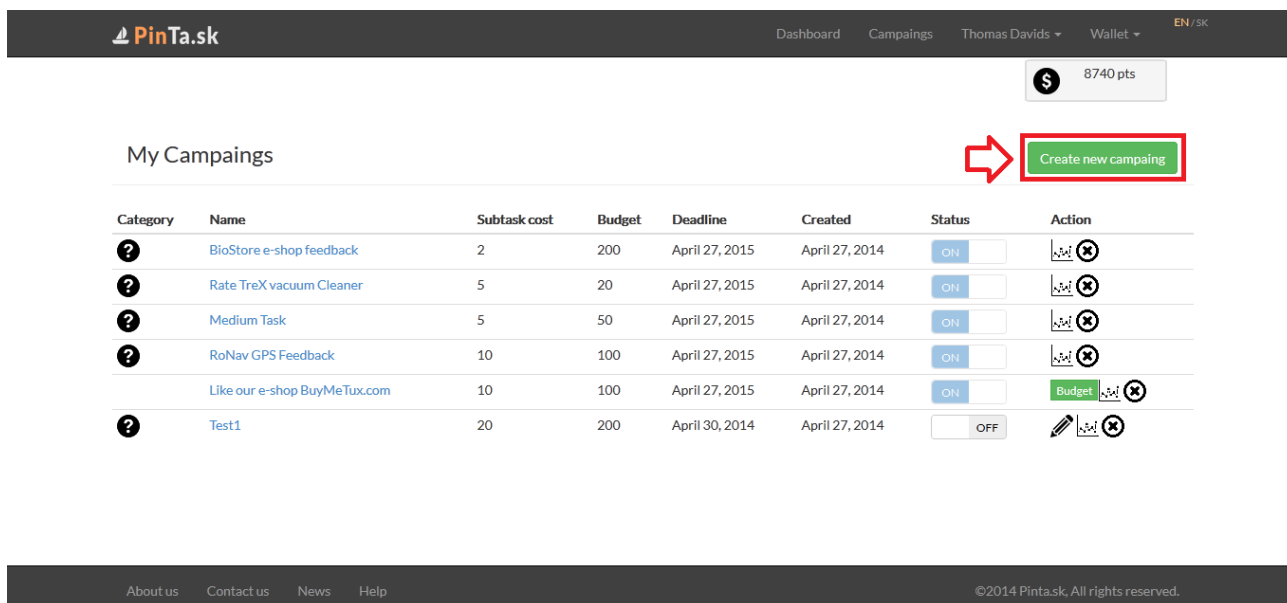 PinTa.sk Dashboard Campaings Thomas Davids Wallet EN / SK
8740 pts
My Campaings Create new campaing
Category Name Subtask cost Budget Deadline Created Status Action
BioStore e-shop feedback 2 200 April 27, 2015 April 27, 2014 ON
Rate TreX vacuum Cleaner 5 20 April 27, 2015 April 27, 2014 ON
Medium Task 5 50 April 27, 2015 April 27, 2014 ON
RoNav GPS Feedback 10 100 April 27, 2015 April 27, 2014 ON
Like our e-shop BuyMeTux.com 10 100 April 27, 2015 April 27, 2014 ON Budget
Test1 20 200 April 30, 2014 April 27, 2014 OFF
About us Contact us News Help ©2014 Pinta.sk, All rights reserved.